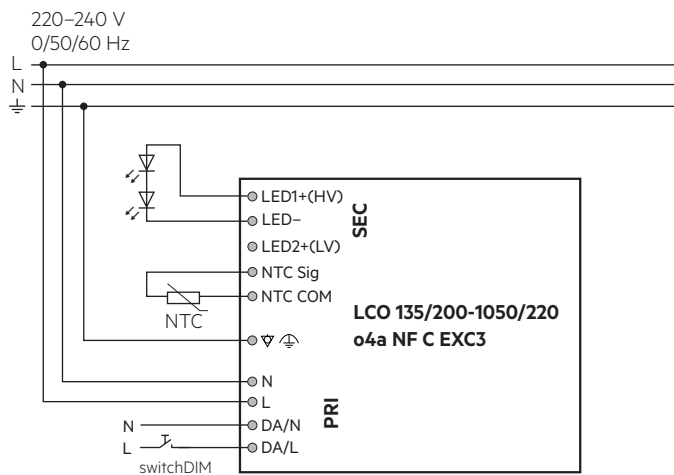 220–240 V
0/50/60 Hz
L
N
LED1+(HV)
LED–
LED2+(LV)
NTC Sig
NTC COM
NTC
SEC
LCO 135/200-1050/220
o4a NF C EXC3
N
L
PRI
N
DA/N
L
DA/L
switchDIM